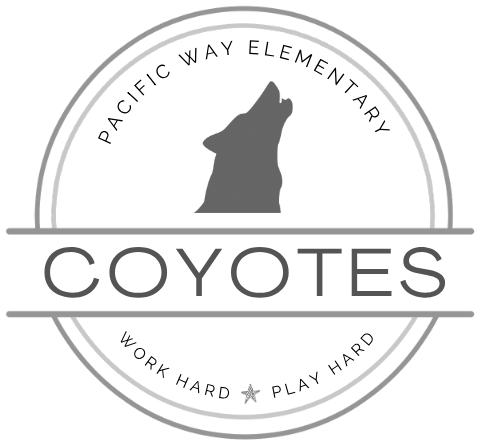 PACIFIC WAY ELEMENTARY
COYOTES
WORK HARD PLAY HARD